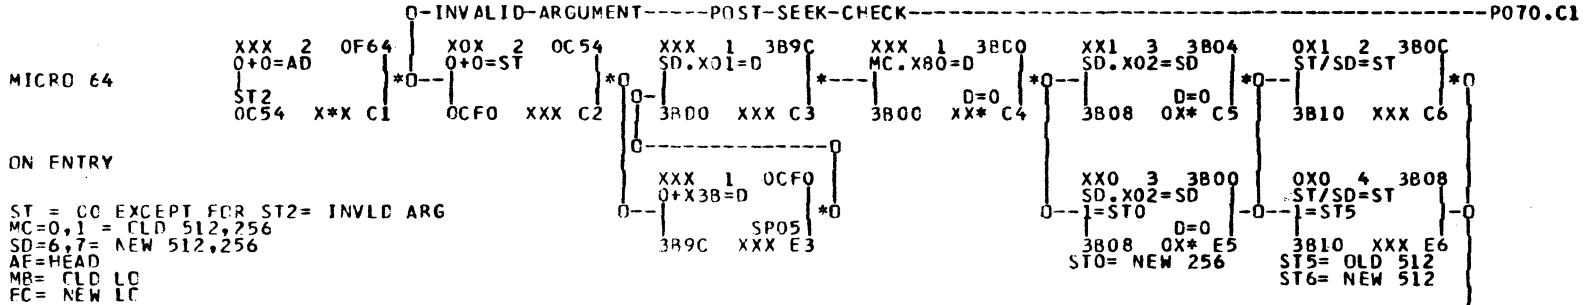 O-INVALID-ARGUMENT-----POST-SEEK-CHECK------------------------------------------------P070.C1
XXX 2 0F64 X0X 2 0C54 XXX 1 3B9C XXX 1 3BD0 XX1 3 3B04 0X1 2 3B0C
0+0=AD 0+0=ST SD.X01=D MC.X80=D SD.X02=SD ST/SD=ST
MICRO 64 *O-- *O *--- *O-- *O *O
ST2 D=0 D=0
0C54 X*X C1 0CF0 XXX C2 3BD0 XXX C3 3B00 XX* C4 3B08 0X* C5 3B10 XXX C6
ON ENTRY
XXX 1 0CF0 XX0 3 3B00 0X0 4 3B08
0+X3B=D SD.X02=SD ST/SD=ST
ST = 00 EXCEPT FOR ST2= INVLD ARG O-- *O O--1=ST0 -O--1=ST5 -O
MC=0,1 = OLD 512,256 SP05 D=0
SD=6,7= NEW 512,256 3B9C XXX E3 3B08 0X* E5 3B10 XXX E6
AE=HEAD ST0= NEW 256 ST5= OLD 512
MB= OLD LC ST6= NEW 512
FC= NEW LC